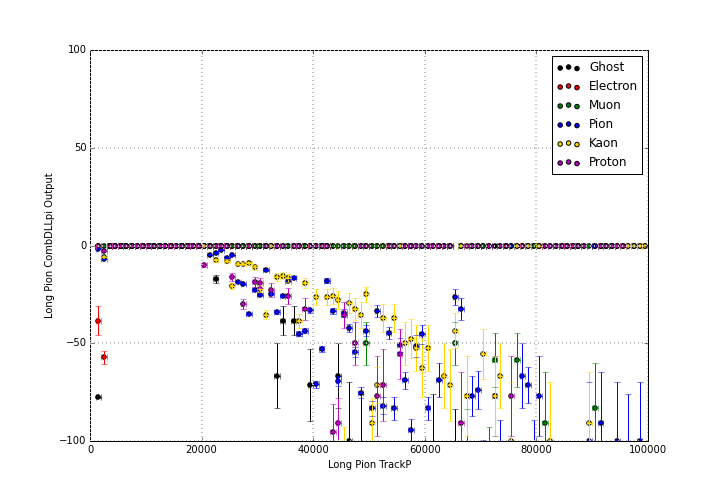 100
50
0
−50
−100
0
20000
40000
60000
80000
100000
Long Pion TrackP
Long Pion CombDLLpi Output
Ghost
Electron
Muon
Pion
Kaon
Proton